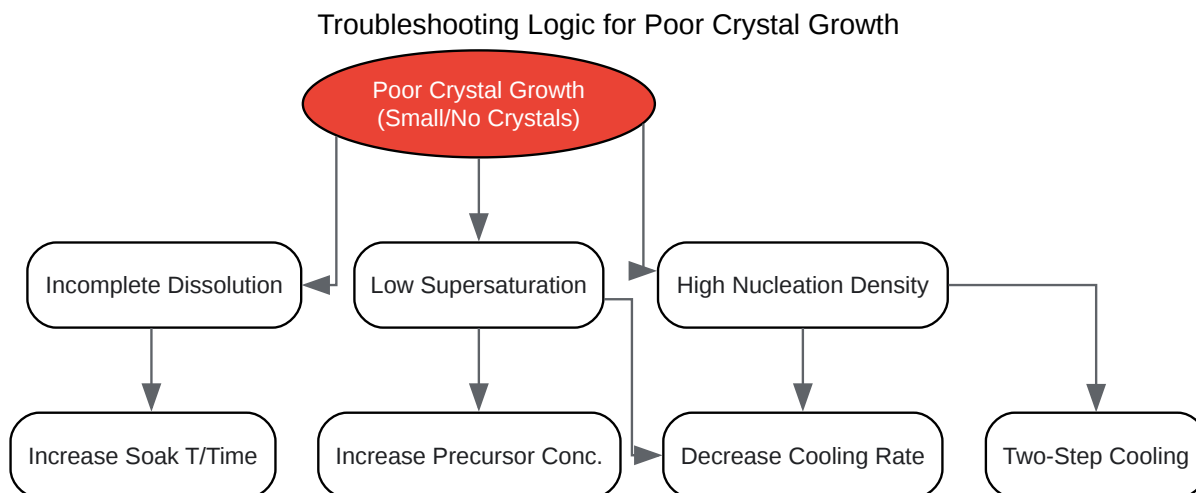 Troubleshooting Logic for Poor Crystal Growth
Poor Crystal Growth
(Small/No Crystals)
Incomplete Dissolution
Low Supersaturation
High Nucleation Density
Increase Soak T/Time
Increase Precursor Conc.
Decrease Cooling Rate
Two-Step Cooling